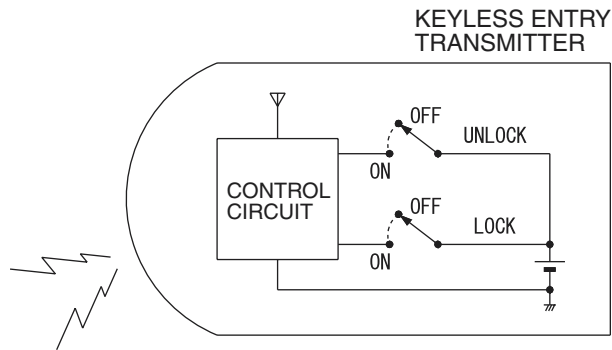 KEYLESS ENTRY
TRANSMITTER
OFF
UNLOCK
ON
CONTROL
CIRCUIT
OFF
LOCK
ON